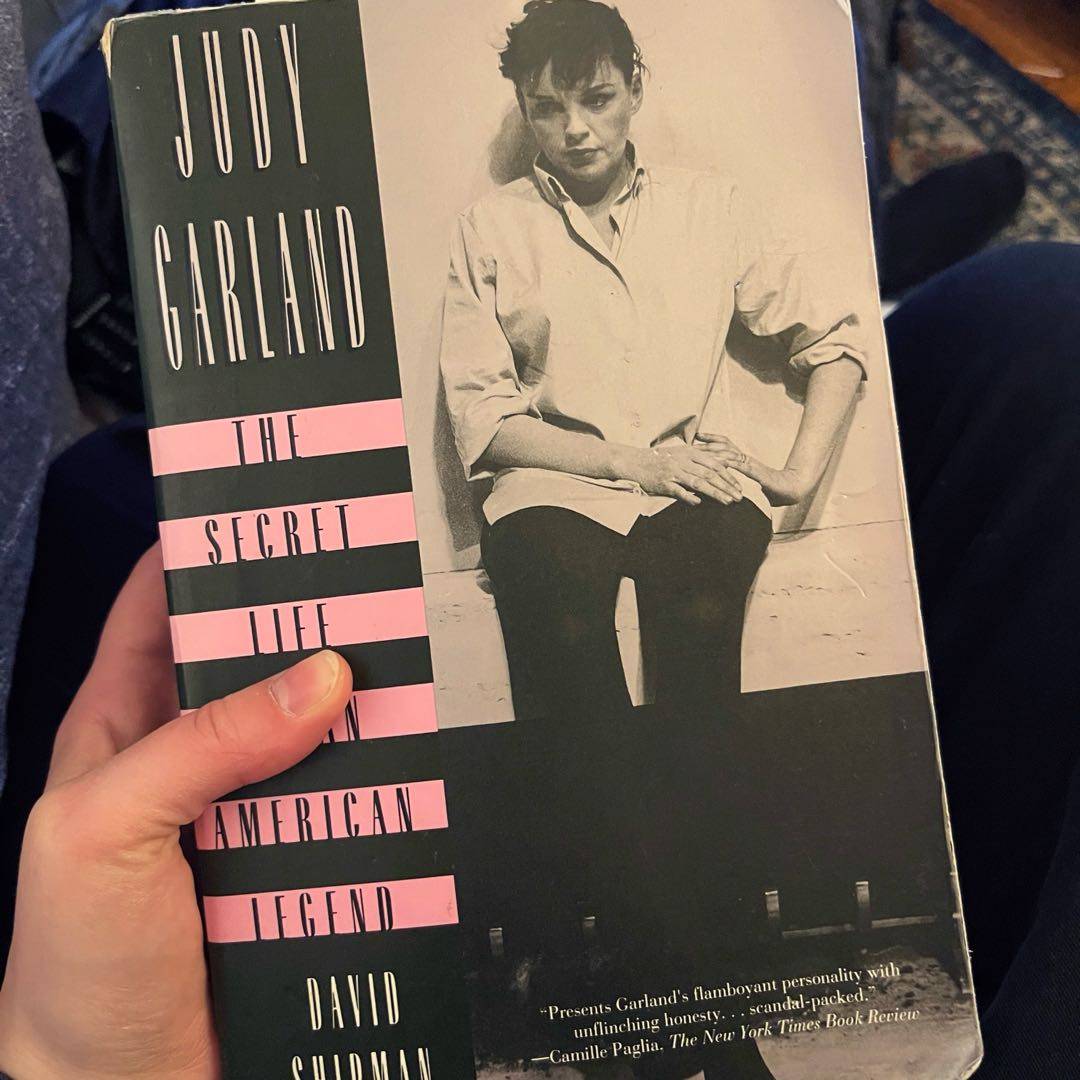 JUDY
GARLAND
THE
SECRET
LIFE
AMERICAN
LEGEND
DAVID
SHIPMAN
“Presents Garland's flamboyant personality with
unflinching honesty. . . scandal-packed.”
—Camille Paglia, The New York Times Book Review